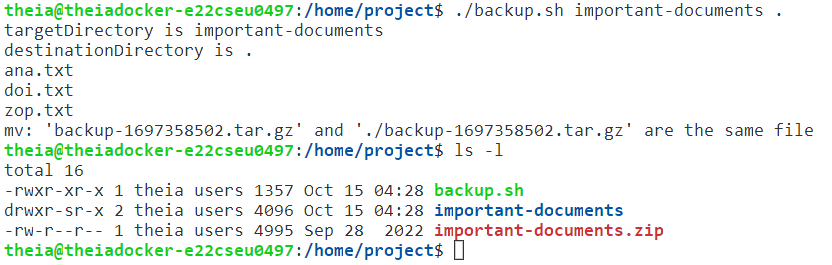 theia@theiadocker-e22cseu0497:/home/project$ ./backup.sh important-documents .
targetDirectory is important-documents
destinationDirectory is .
ana.txt
doi.txt
zop.txt
mv: 'backup-1697358502.tar.gz' and './backup-1697358502.tar.gz' are the same file
theia@theiadocker-e22cseu0497:/home/project$ ls -l
total 16
-rwxr-xr-x 1 theia users 1357 Oct 15 04:28 backup.sh
drwxr-sr-x 2 theia users 4096 Oct 15 04:28 important-documents
-rw-r--r-- 1 theia users 4995 Sep 28  2022 important-documents.zip
theia@theiadocker-e22cseu0497:/home/project$